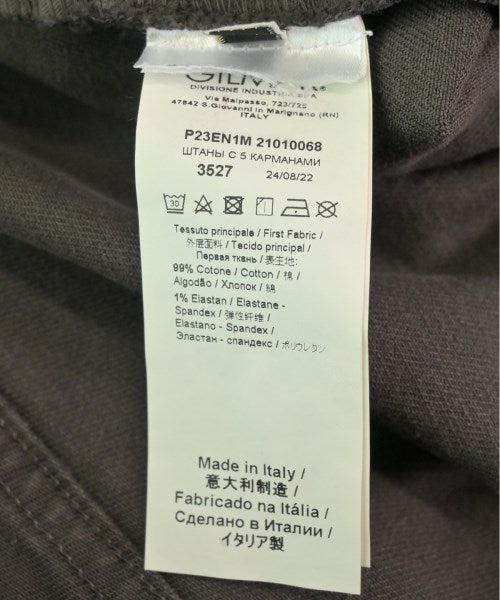 GILMAR®
DIVISIONE INDUSTRIA SPA
Via Malpasso, 723/725
47842 S.Giovanni in Marignano (RN)
ITALY
P23EN1M 21010068
ШТАНЫ С 5 КАРМАНАМИ
3527 24/08/22
30
Tessuto principale / First Fabric /
外层面料 / Tecido principal /
Первая ткань / 表生地:
99% Cotone / Cotton / 棉 /
Algodão / Хлопок / 綿
1% Elastan / Elastane -
Spandex / 弹性纤维 /
Elastano - Spandex /
Эластан - спандекс / ポリウレタン
Made in Italy /
意大利制造 /
Fabricado na Itália /
Сделано в Италии /
イタリア製